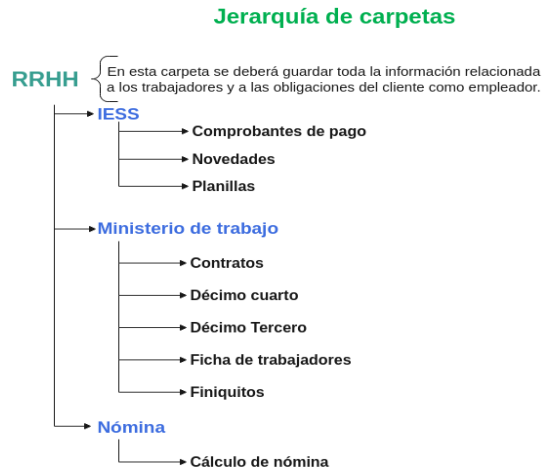 Jerarquía de carpetas
RRHH
En esta carpeta se deberá guardar toda la información relacionada
a los trabajadores y a las obligaciones del cliente como empleador.
IESS
Comprobantes de pago
Novedades
Planillas
Ministerio de trabajo
Contratos
Décimo cuarto
Décimo Tercero
Ficha de trabajadores
Finiquitos
Nómina
Cálculo de nómina